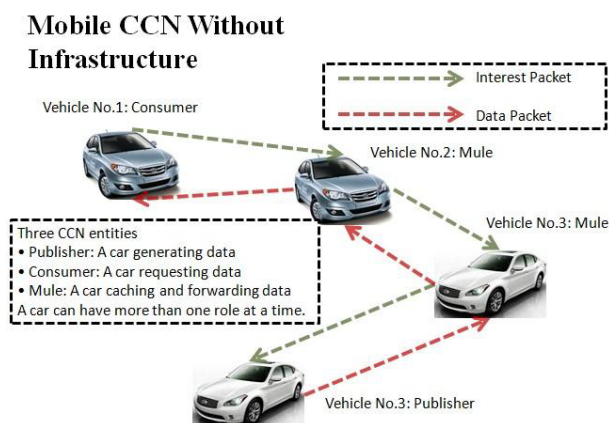 Mobile CCN Without
Infrastructure
Interest Packet
Data Packet
Vehicle No.1: Consumer
Vehicle No.2: Mule
Vehicle No.3: Mule
Three CCN entities
• Publisher: A car generating data
• Consumer: A car requesting data
• Mule: A car caching and forwarding data
A car can have more than one role at a time.
Vehicle No.3: Publisher